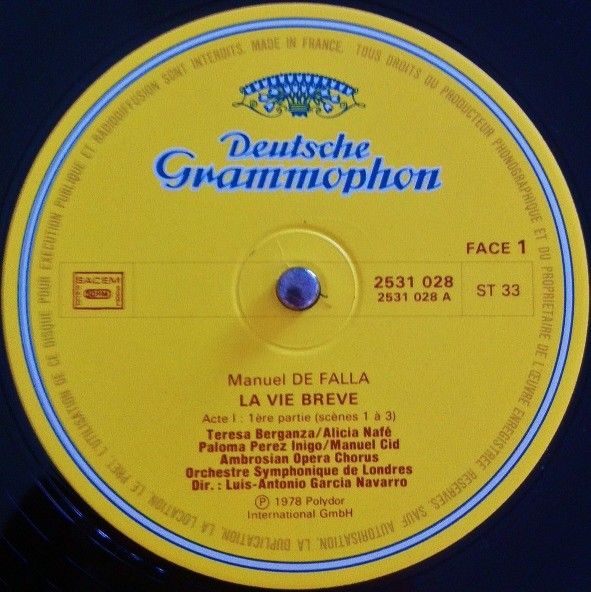 MADE IN FRANCE. TOUS DROITS DU PRODUCTEUR PHONOGRAPHIQUE ET DU PROPRIETAIRE DE L'ŒUVRE ENREGISTREE RESERVES. SAUF AUTORISATION, LA DUPLICATION, LA LOCATION, LE PRET, L'UTILISATION DE CE DISQUE POUR EXECUTION PUBLIQUE ET RADIODIFFUSION SONT INTERDITS.
Deutsche
Grammophon
FACE 1
SACEM
2531 028
2531 028 A
ST 33
Manuel DE FALLA
LA VIE BREVE
Acte I : 1ère partie (scènes 1 à 3)
Teresa Berganza/Alicia Nafé
Paloma Perez Inigo/Manuel Cid
Ambrosian Opera Chorus
Orchestre Symphonique de Londres
Dir. : Luis-Antonio Garcia Navarro
Ⓟ 1978 Polydor
International GmbH